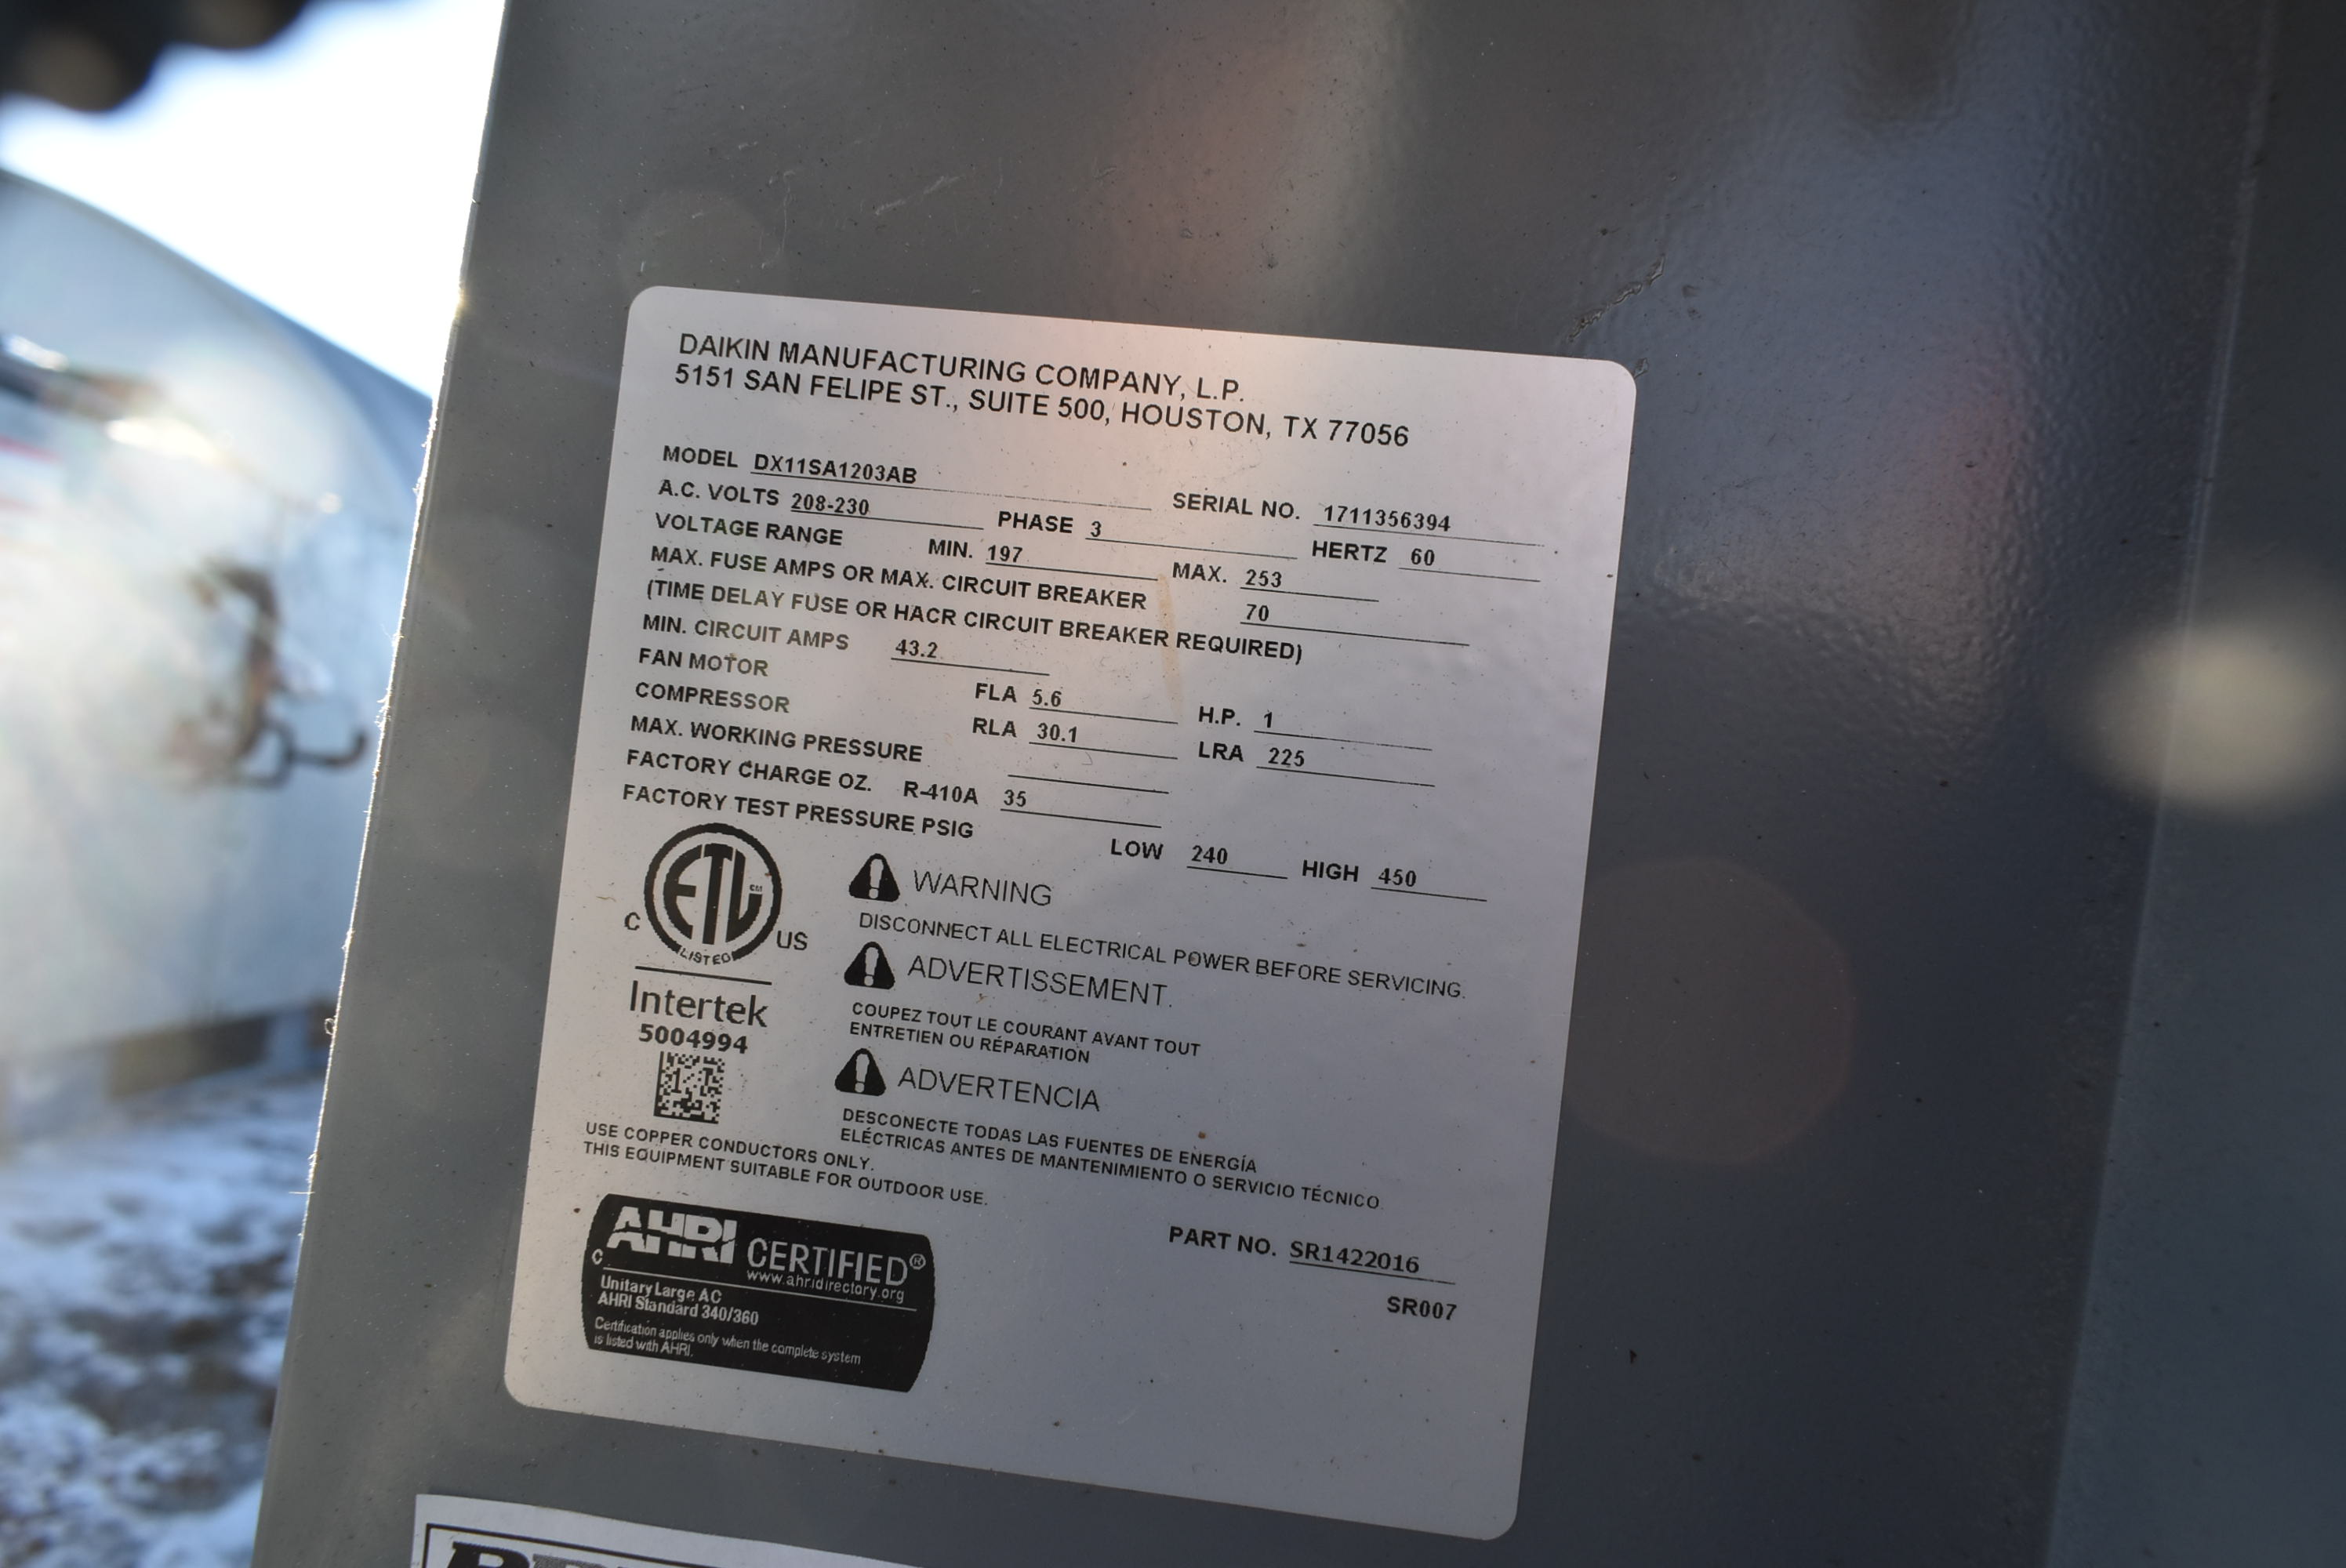 DAIKIN MANUFACTURING COMPANY, L.P.
5151 SAN FELIPE ST., SUITE 500, HOUSTON, TX 77056
MODEL DX11SA1203AB SERIAL NO. 1711356394
A.C. VOLTS 208-230 PHASE 3 HERTZ 60
VOLTAGE RANGE MIN. 197 MAX. 253
MAX. FUSE AMPS OR MAX. CIRCUIT BREAKER 70
(TIME DELAY FUSE OR HACR CIRCUIT BREAKER REQUIRED)
MIN. CIRCUIT AMPS 43.2
FAN MOTOR FLA 5.6 H.P. 1
COMPRESSOR RLA 30.1 LRA 225
MAX. WORKING PRESSURE
FACTORY CHARGE OZ. R-410A 35
FACTORY TEST PRESSURE PSIG LOW 240 HIGH 450
ETL CM
C LISTED US
Intertek
5004994
WARNING
DISCONNECT ALL ELECTRICAL POWER BEFORE SERVICING.
ADVERTISSEMENT.
COUPEZ TOUT LE COURANT AVANT TOUT
ENTRETIEN OU RÉPARATION
ADVERTENCIA
DESCONECTE TODAS LAS FUENTES DE ENERGÍA
ELÉCTRICAS ANTES DE MANTENIMIENTO O SERVICIO TÉCNICO
USE COPPER CONDUCTORS ONLY.
THIS EQUIPMENT SUITABLE FOR OUTDOOR USE.
C AHRI CERTIFIED®
www.ahridirectory.org
Unitary Large AC
AHRI Standard 340/360
Certification applies only when the complete system
is listed with AHRI.
PART NO. SR1422016
SR007